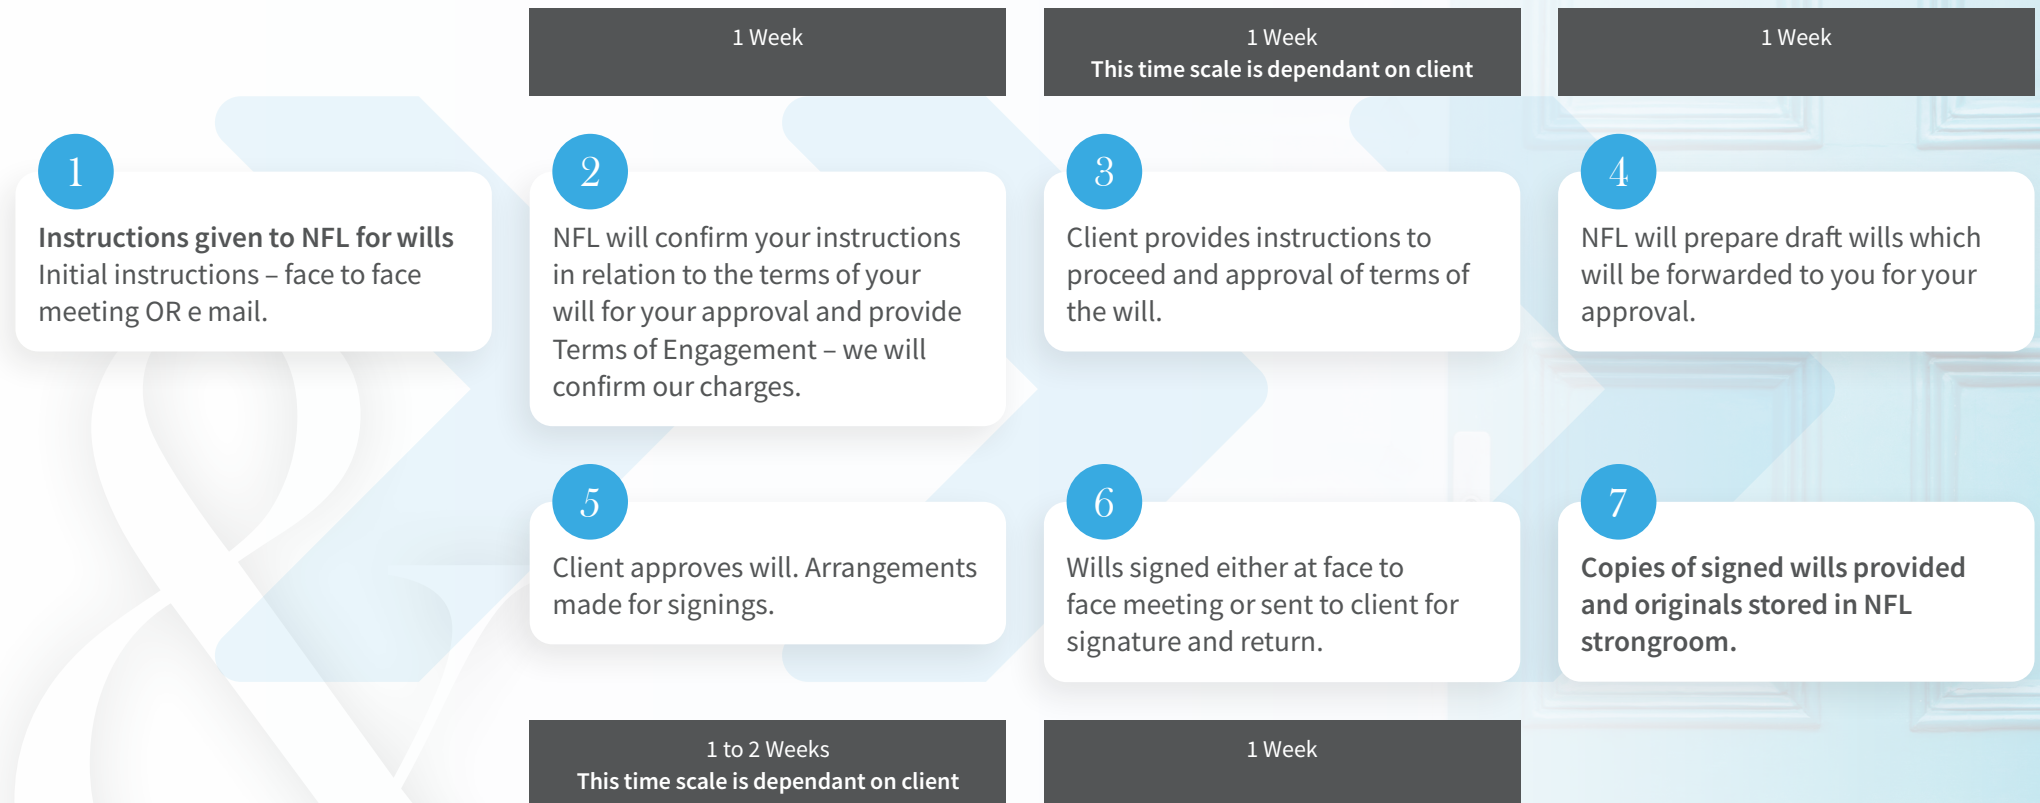 1 Week
1 Week
This time scale is dependant on client
1 Week
1
Instructions given to NFL for wills
Initial instructions – face to face
meeting OR e mail.
2
NFL will confirm your instructions
in relation to the terms of your
will for your approval and provide
Terms of Engagement – we will
confirm our charges.
3
Client provides instructions to
proceed and approval of terms of
the will.
4
NFL will prepare draft wills which
will be forwarded to you for your
approval.
5
Client approves will. Arrangements
made for signings.
6
Wills signed either at face to
face meeting or sent to client for
signature and return.
7
Copies of signed wills provided
and originals stored in NFL
strongroom.
1 to 2 Weeks
This time scale is dependant on client
1 Week